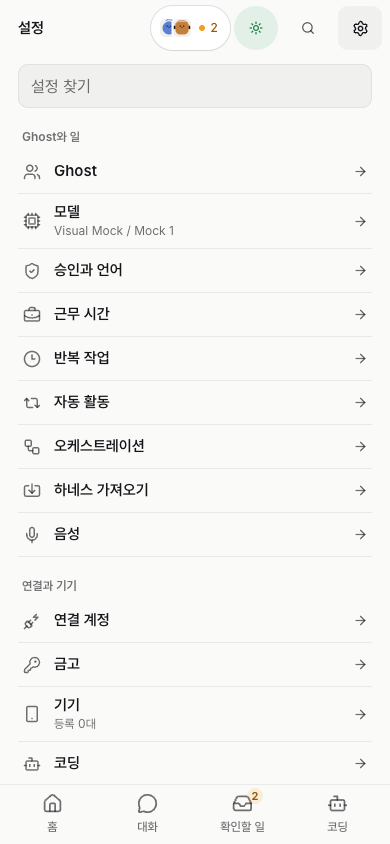 설정
2
설정 찾기
Ghost와 일
Ghost
모델
Visual Mock / Mock 1
승인과 언어
근무 시간
반복 작업
자동 활동
오케스트레이션
하네스 가져오기
음성
연결과 기기
연결 계정
금고
기기
등록 0대
코딩
2
홈
대화
확인할 일
코딩